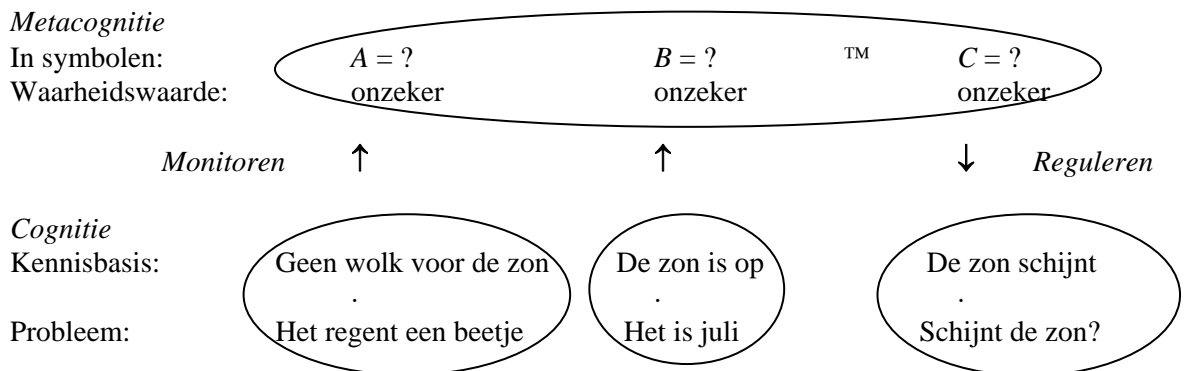 Metacognitie
In symbolen: A = ? B = ? ™ C = ?
Waarheidswaarde: onzeker onzeker onzeker
Monitoren ↑ ↑ ↓ Reguleren
Cognitie
Kennisbasis: Geen wolk voor de zon De zon is op De zon schijnt
. . .
Probleem: Het regent een beetje Het is juli Schijnt de zon?